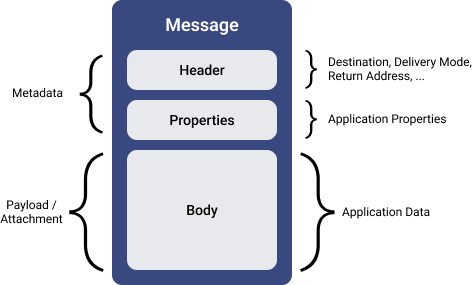 Message
Header
Destination, Delivery Mode,
Return Address, ...
Metadata
Properties
Application Properties
Payload /
Attachment
Body
Application Data